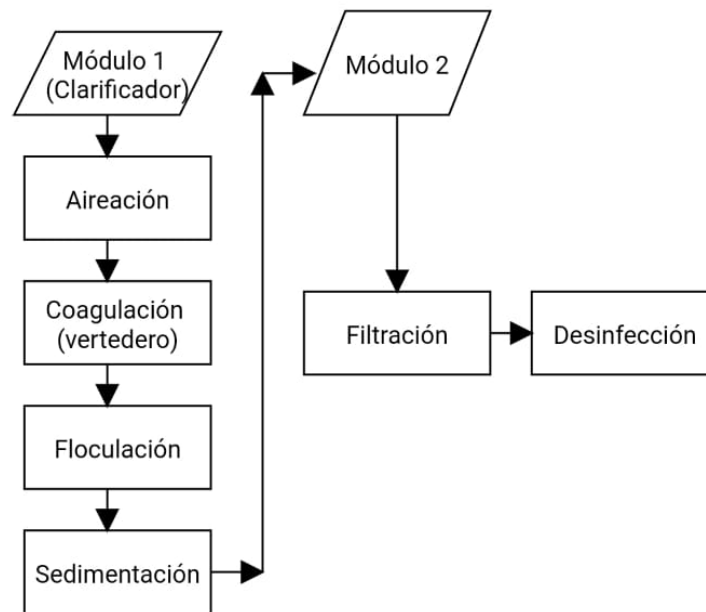 Módulo 1
(Clarificador)
Aireación
Coagulación
(vertedero)
Floculación
Sedimentación
Módulo 2
Filtración
Desinfección